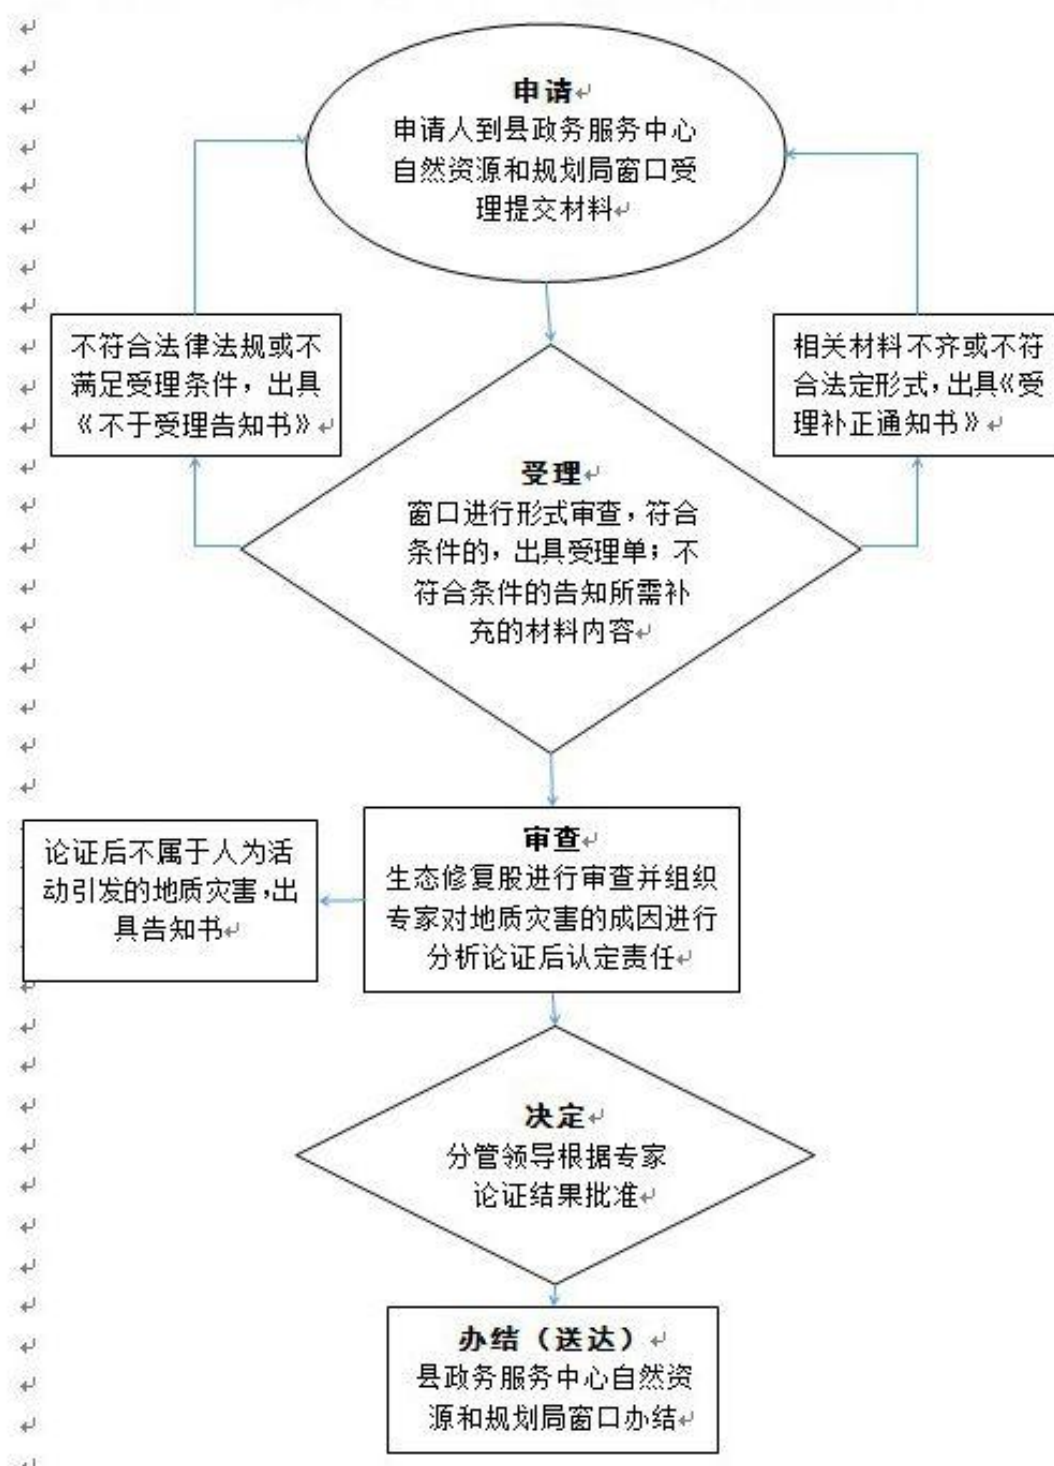 申请
申请人到县政务服务中心
自然资源和规划局窗口受
理提交材料
不符合法律法规或不
满足受理条件，出具
《不于受理告知书》
相关材料不齐或不符
合法定形式，出具《受
理补正通知书》
受理
窗口进行形式审查，符合
条件的，出具受理单；不
符合条件的告知所需补
充的材料内容
审查
生态修复股进行审查并组织
专家对地质灾害的成因进行
分析论证后认定责任
论证后不属于人为活
动引发的地质灾害，出
具告知书
决定
分管领导根据专家
论证结果批准
办结（送达）
县政务服务中心自然资
源和规划局窗口办结